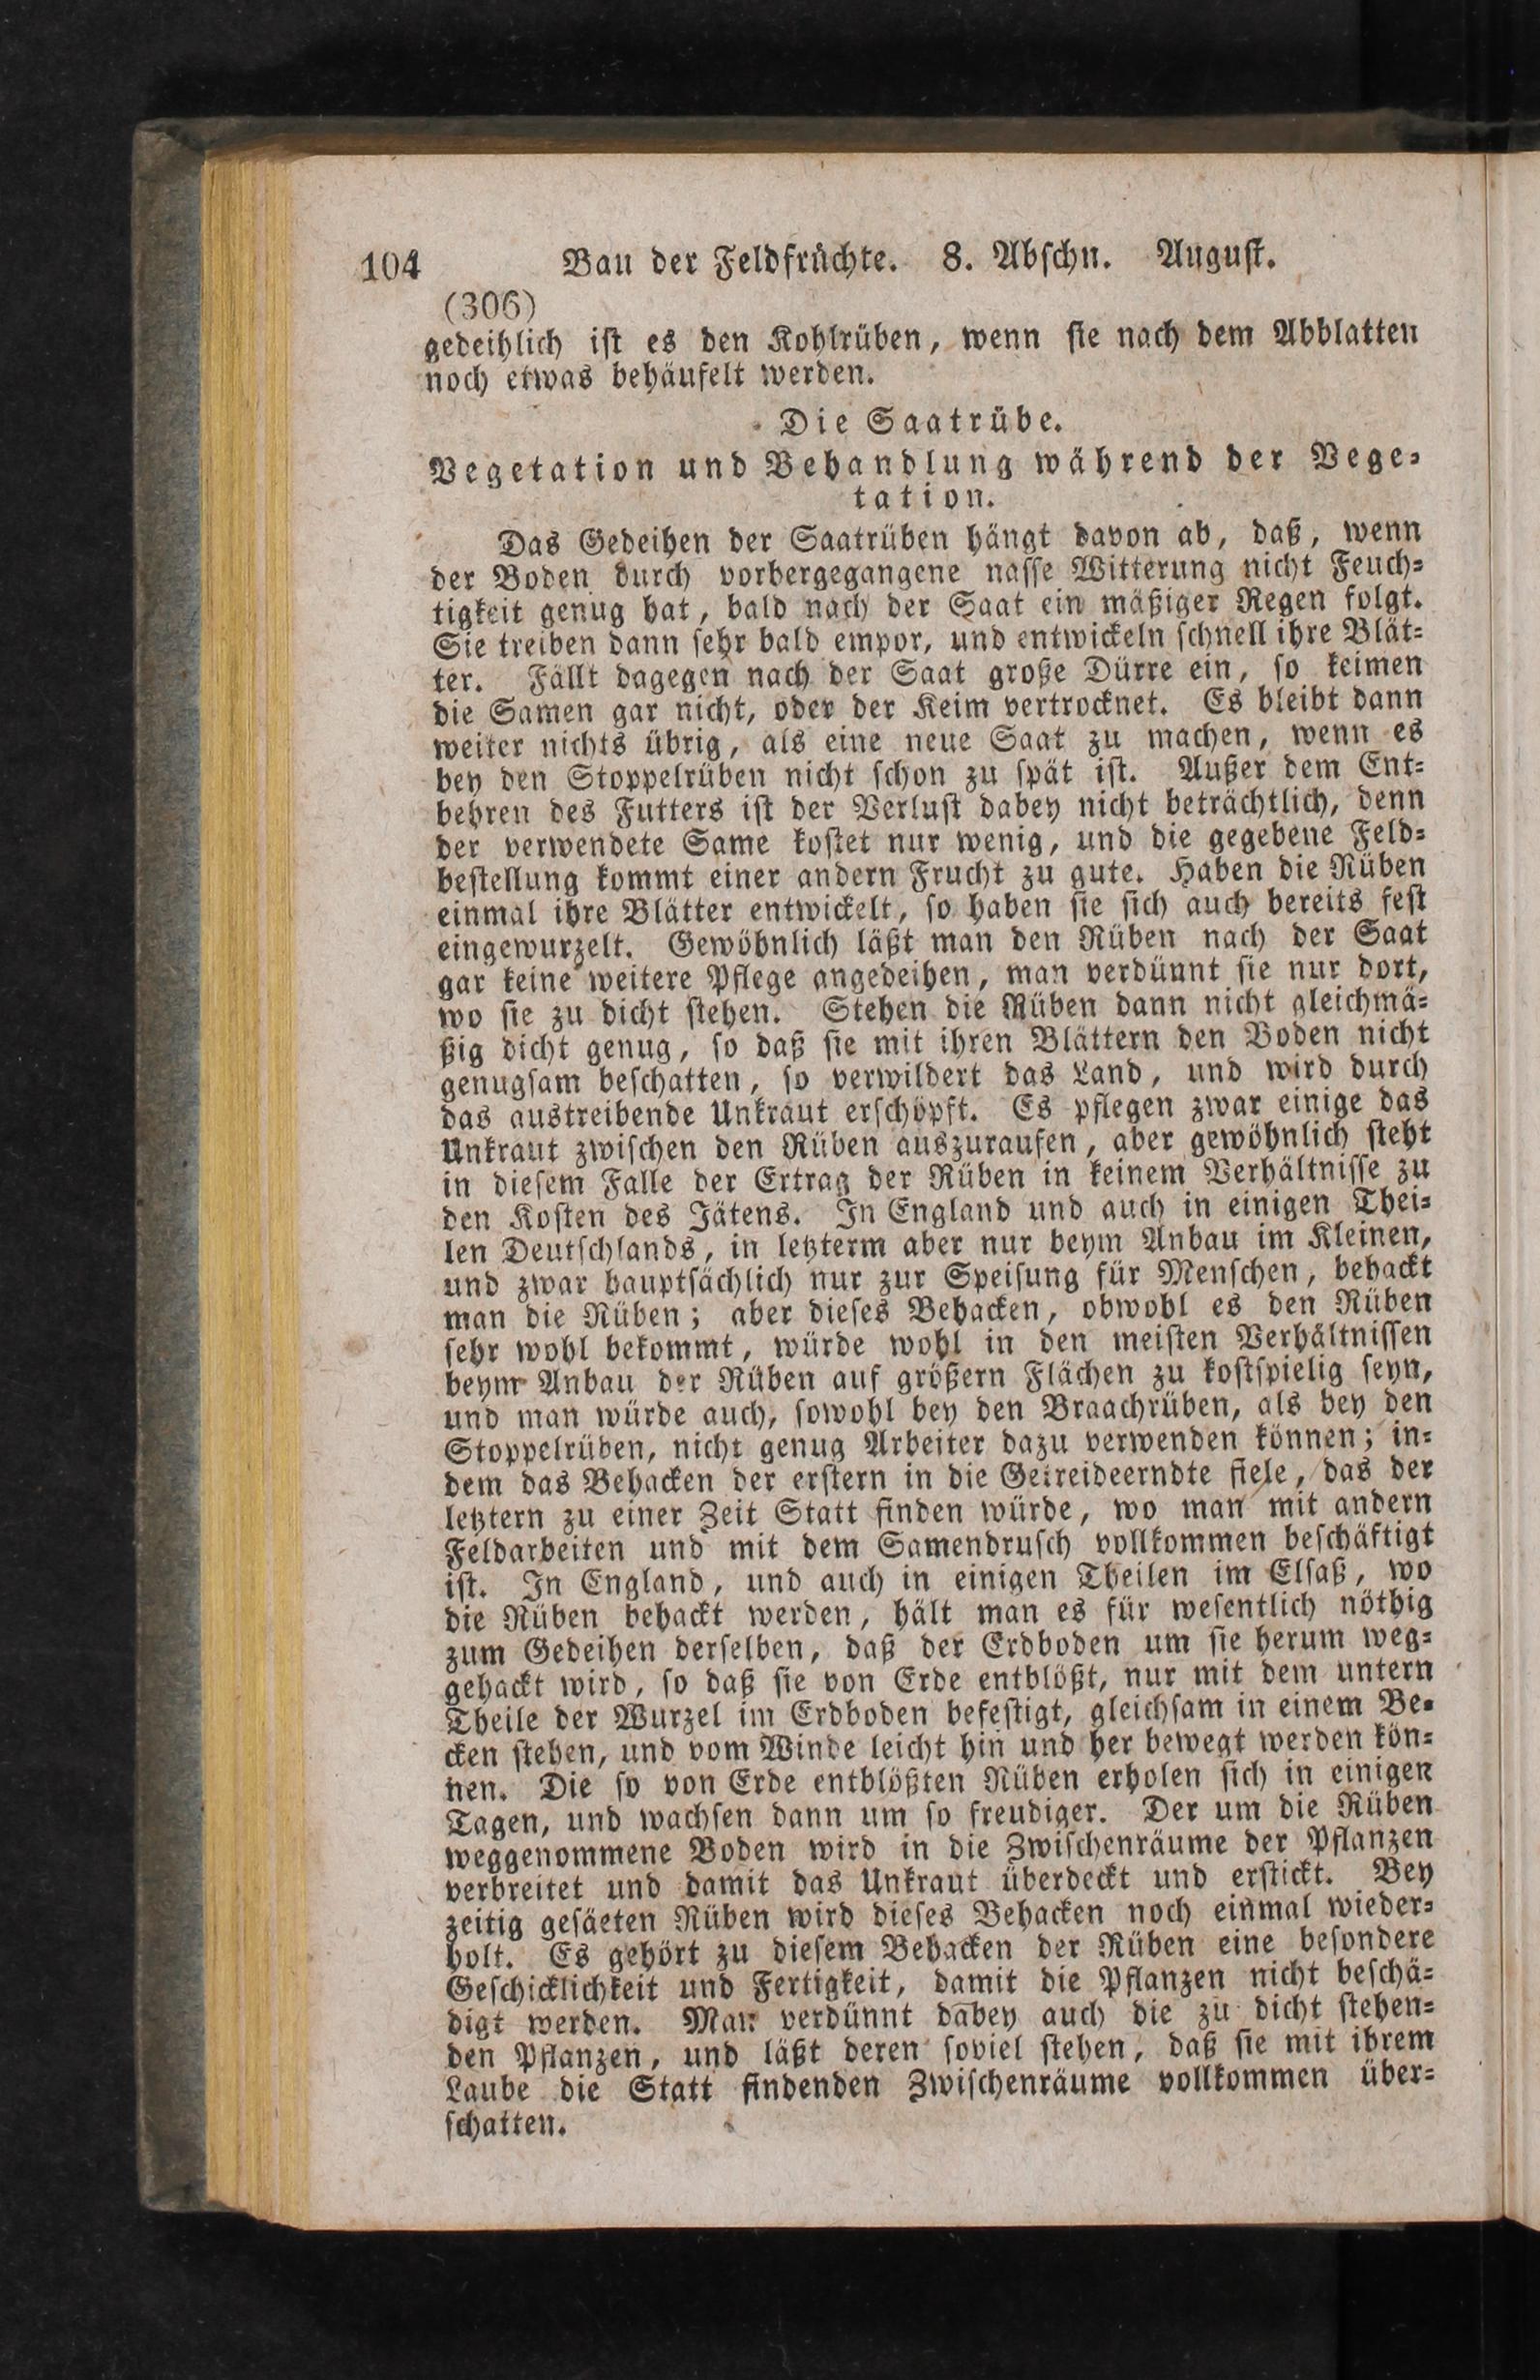 104 Bau der Feldfrüchte. 8. Abschn. August.
(306)
gedeihlich ist es den Kohlrüben, wenn sie nach dem Abblatten
noch etwas behäufelt werden.
Die Saatrübe.
Vegetation und Behandlung während der Vege-
tation.
Das Gedeihen der Saatrüben hängt davon ab, daß, wenn
der Boden durch vorhergegangene nasse Witterung nicht Feuch-
tigkeit genug hat, bald nach der Saat ein mäßiger Regen folgt.
Sie treiben dann sehr bald empor, und entwickeln schnell ihre Blät-
ter. Fällt dagegen nach der Saat große Dürre ein, so keimen
die Samen gar nicht, oder der Keim vertrocknet. Es bleibt dann
weiter nichts übrig, als eine neue Saat zu machen, wenn es
bey den Stoppelrüben nicht schon zu spät ist. Außer dem Ent-
behren des Futters ist der Verlust dabey nicht beträchtlich, denn
der verwendete Same kostet nur wenig, und die gegebene Feld-
bestellung kommt einer andern Frucht zu gute. Haben die Rüben
einmal ihre Blätter entwickelt, so haben sie sich auch bereits fest
eingewurzelt. Gewöhnlich läßt man den Rüben nach der Saat
gar keine weitere Pflege angedeihen, man verdünnt sie nur dort,
wo sie zu dicht stehen. Stehen die Rüben dann nicht gleichmä-
ßig dicht genug, so daß sie mit ihren Blättern den Boden nicht
genugsam beschatten, so verwildert das Land, und wird durch
das austreibende Unkraut erschöpft. Es pflegen zwar einige das
Unkraut zwischen den Rüben auszuraufen, aber gewöhnlich steht
in diesem Falle der Ertrag der Rüben in keinem Verhältnisse zu
den Kosten des Jätens. In England und auch in einigen Thei-
len Deutschlands, in letzterm aber nur beym Anbau im Kleinen,
und zwar hauptsächlich nur zur Speisung für Menschen, behackt
man die Rüben; aber dieses Behacken, obwohl es den Rüben
sehr wohl bekommt, würde wohl in den meisten Verhältnissen
beym Anbau der Rüben auf größern Flächen zu kostspielig seyn,
und man würde auch, sowohl bey den Braachrüben, als bey den
Stoppelrüben, nicht genug Arbeiter dazu verwenden können; in-
dem das Behacken der erstern in die Getreideerndte fiele, das der
letztern zu einer Zeit Statt finden würde, wo man mit andern
Feldarbeiten und mit dem Samendrusch vollkommen beschäftigt
ist. In England, und auch in einigen Theilen im Elsaß, wo
die Rüben behackt werden, hält man es für wesentlich nöthig
zum Gedeihen derselben, daß der Erdboden um sie herum weg-
gehackt wird, so daß sie von Erde entblößt, nur mit dem untern
Theile der Wurzel im Erdboden befestigt, gleichsam in einem Be-
cken stehen, und vom Winde leicht hin und her bewegt werden kön-
nen. Die so von Erde entblößten Rüben erholen sich in einigen
Tagen, und wachsen dann um so freudiger. Der um die Rüben
weggenommene Boden wird in die Zwischenräume der Pflanzen
verbreitet und damit das Unkraut überdeckt und erstickt. Bey
zeitig gesäeten Rüben wird dieses Behacken noch einmal wieder-
holt. Es gehört zu diesem Behacken der Rüben eine besondere
Geschicklichkeit und Fertigkeit, damit die Pflanzen nicht beschä-
digt werden. Man verdünnt dabey auch die zu dicht stehen-
den Pflanzen, und läßt deren soviel stehen, daß sie mit ihrem
Laube die Statt findenden Zwischenräume vollkommen über-
schatten.